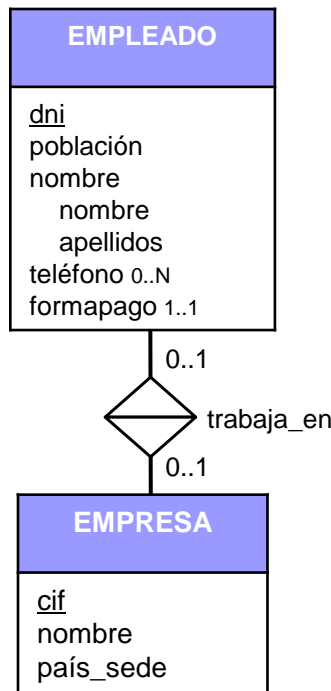 EMPLEADO
dni
población
nombre
nombre
apellidos
teléfono 0..N
formapago 1..1
0..1
trabaja_en
0..1
EMPRESA
cif
nombre
país_sede